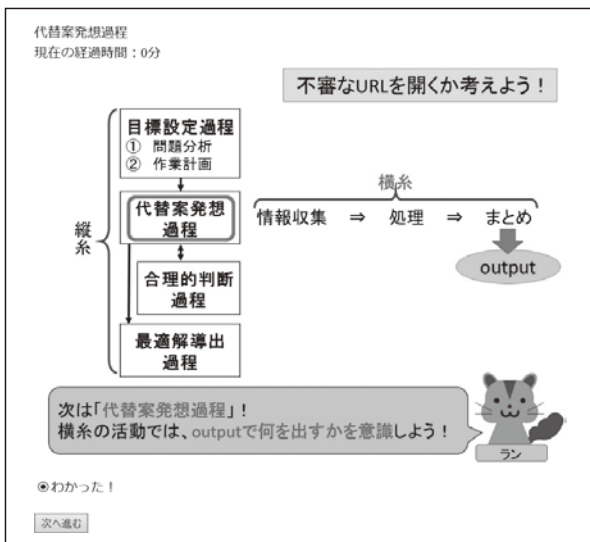 代替案発想過程
現在の経過時間：0分
不審なURLを開くか考えよう！
目標設定過程
① 問題分析
② 作業計画
代替案発想
過程
合理的判断
過程
最適解導出
過程
縦糸
横糸
情報収集 ⇒ 処理 ⇒ まとめ
output
次は「代替案発想過程」！
横糸の活動では、outputで何を出すかを意識しよう！
ラン
◉わかった！
次へ進む